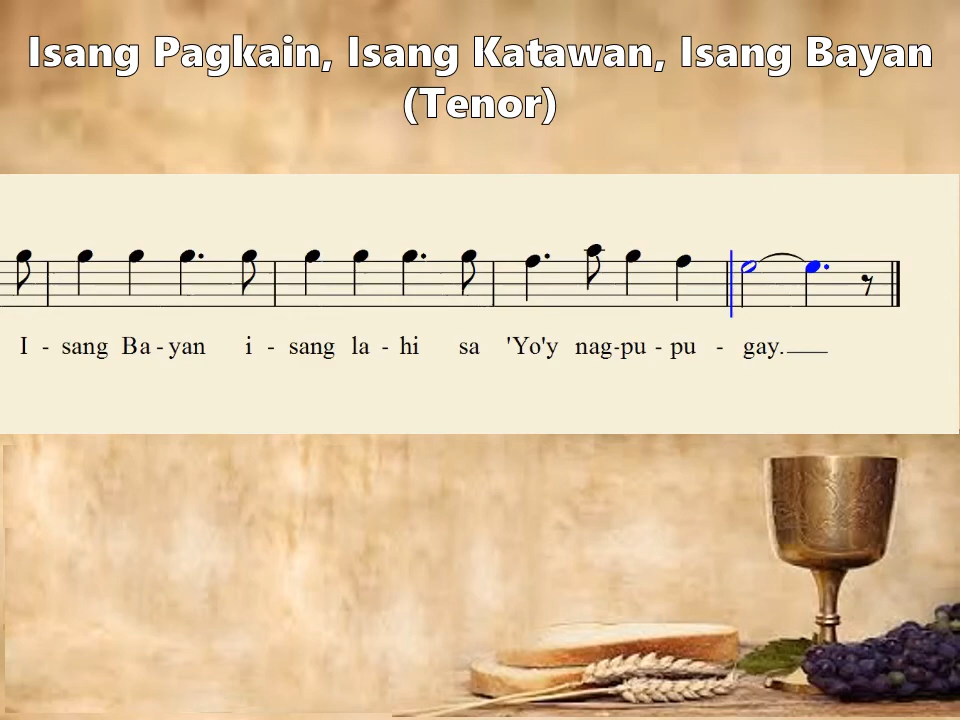 Isang Pagkain, Isang Katawan, Isang Bayan
(Tenor)
I - sang Ba - yan i - sang la - hi sa 'Yo'y nag-pu - pu - gay.